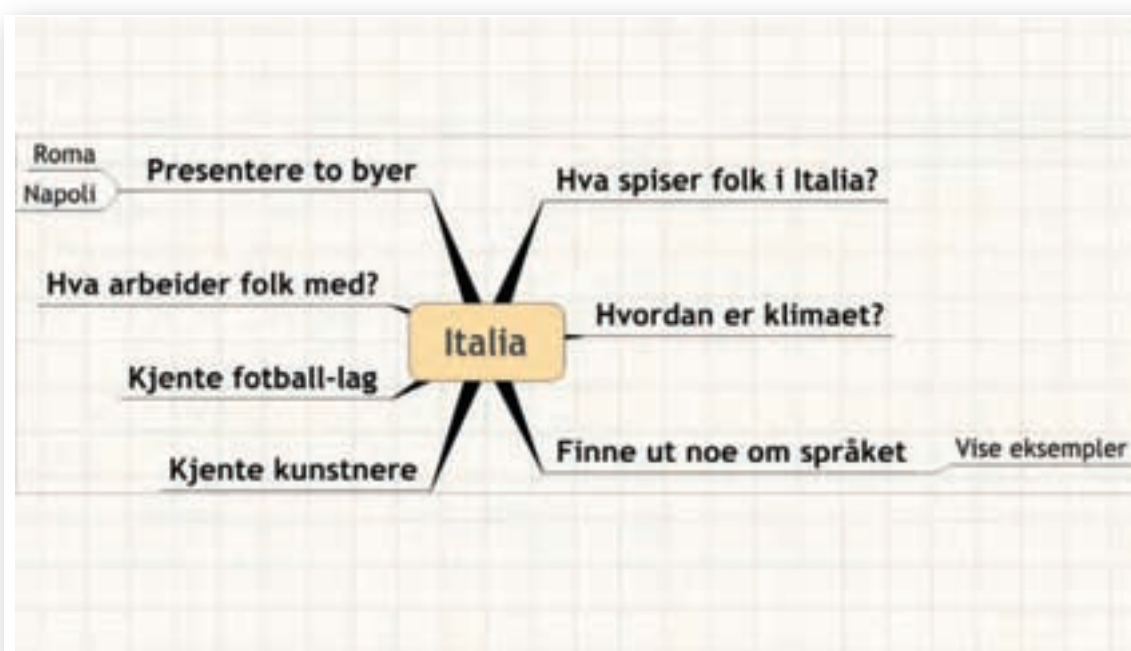 Roma
Napoli
Presentere to byer
Hva arbeider folk med?
Kjente fotball-lag
Kjente kunstnere
Italia
Hva spiser folk i Italia?
Hvordan er klimaet?
Finne ut noe om språket
Vise eksempler